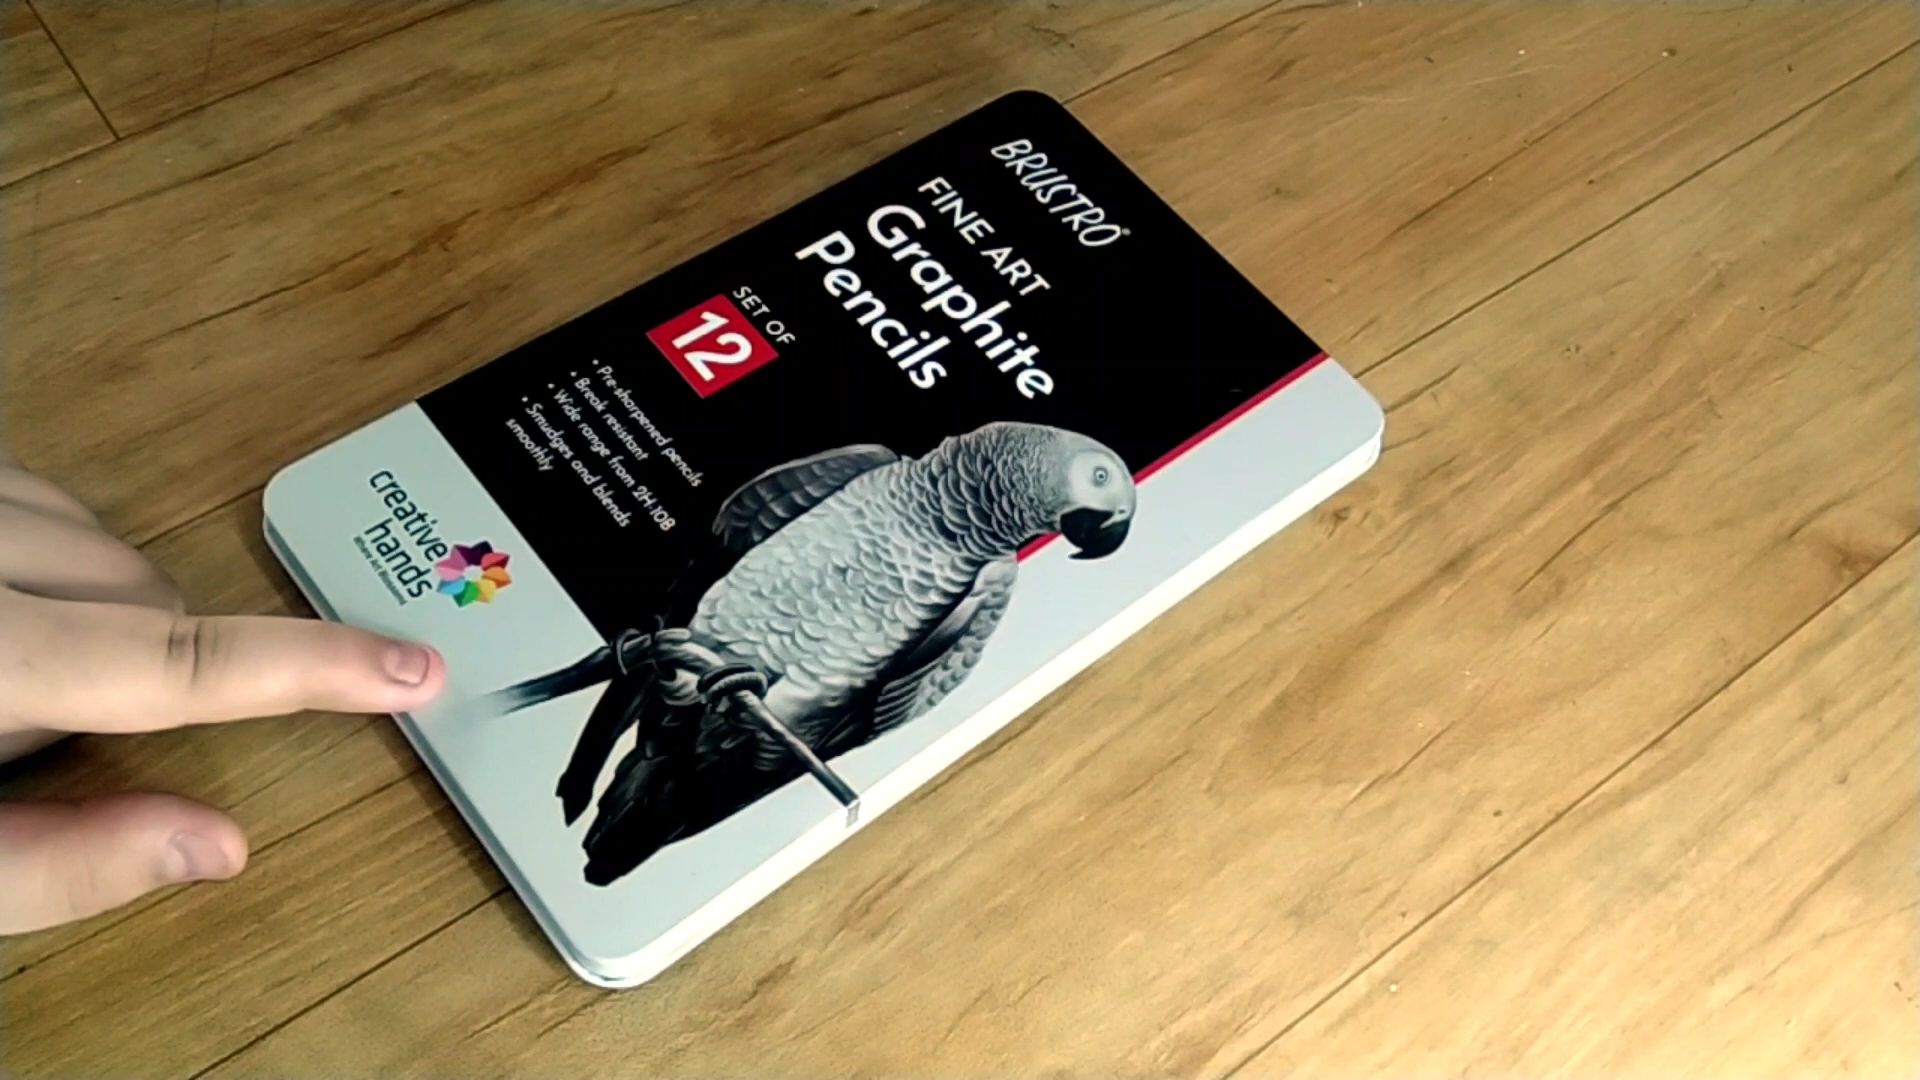 BRUSTRO®
FINE ART
Graphite
Pencils
SET OF
12
• Pre-sharpened pencils
• Break resistant
• Wide range from 2H-10B
• Smudges and blends
smoothly
creative
hands